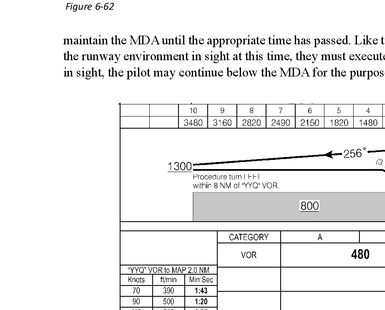 Figure 6-62
maintain the MDA until the appropriate time has passed. Like t
the runway environment in sight at this time, they must execut
in sight, the pilot may continue below the MDA for the purpos
10 9 8 7 6 5 4
3480 3160 2820 2490 2150 1820 1480
256°
1300
Procedure turn LEFT
within 8 NM of "YYQ" VOR.
800
CATEGORY A
VOR 480
"YYQ" VOR to MAP 2.0 NM
Knots ft/min Min:Sec
70 390 1:43
90 500 1:20